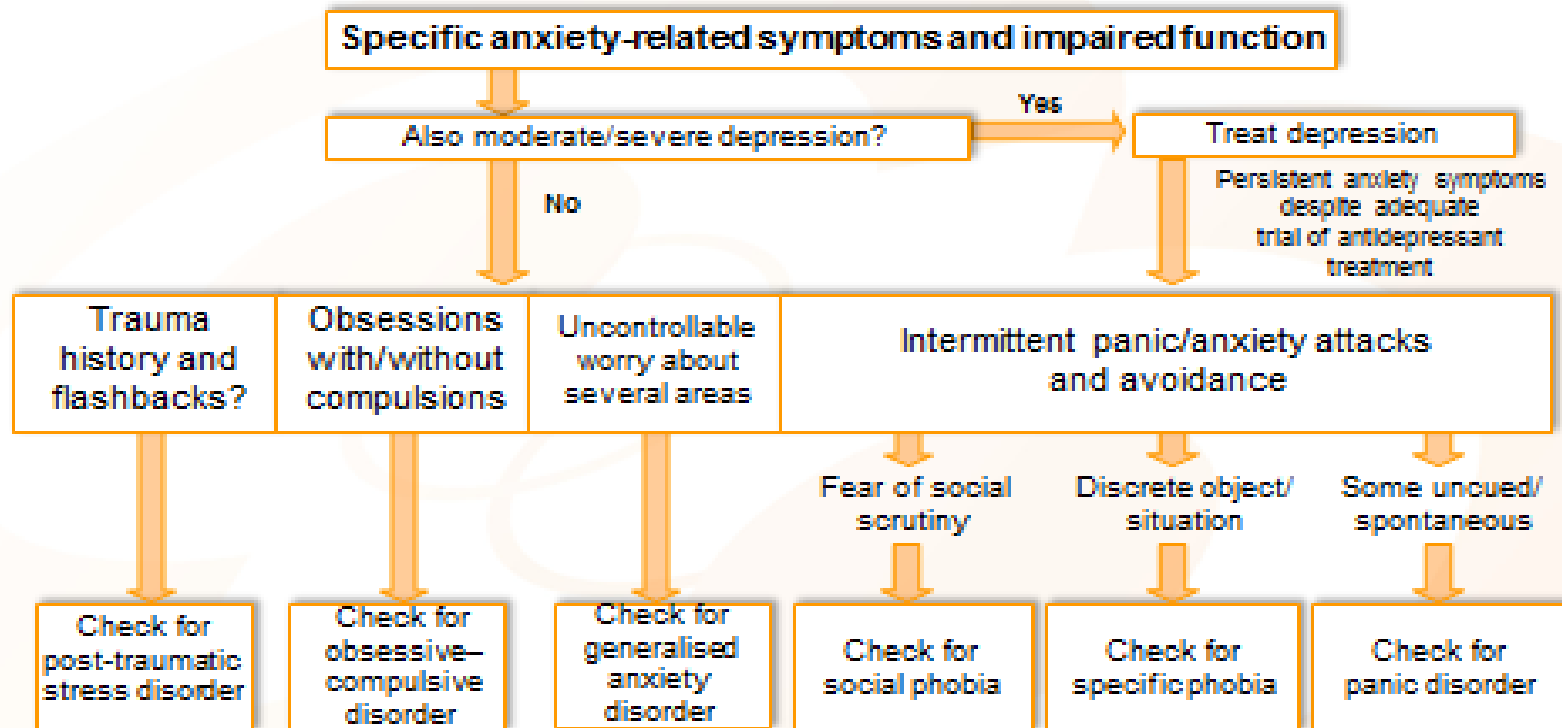 Specific anxiety-related symptoms and impaired function
Also moderate/severe depression?
Yes
Treat depression
No
Persistent anxiety symptoms
despite adequate
trial of antidepressant
treatment
Trauma
history and
flashbacks?
Obsessions
with/without
compulsions
Uncontrollable
worry about
several areas
Intermittent panic/anxiety attacks
and avoidance
Fear of social
scrutiny
Discrete object/
situation
Some uncued/
spontaneous
Check for
post-traumatic
stress disorder
Check for
obsessive–
compulsive
disorder
Check for
generalised
anxiety
disorder
Check for
social phobia
Check for
specific phobia
Check for
panic disorder